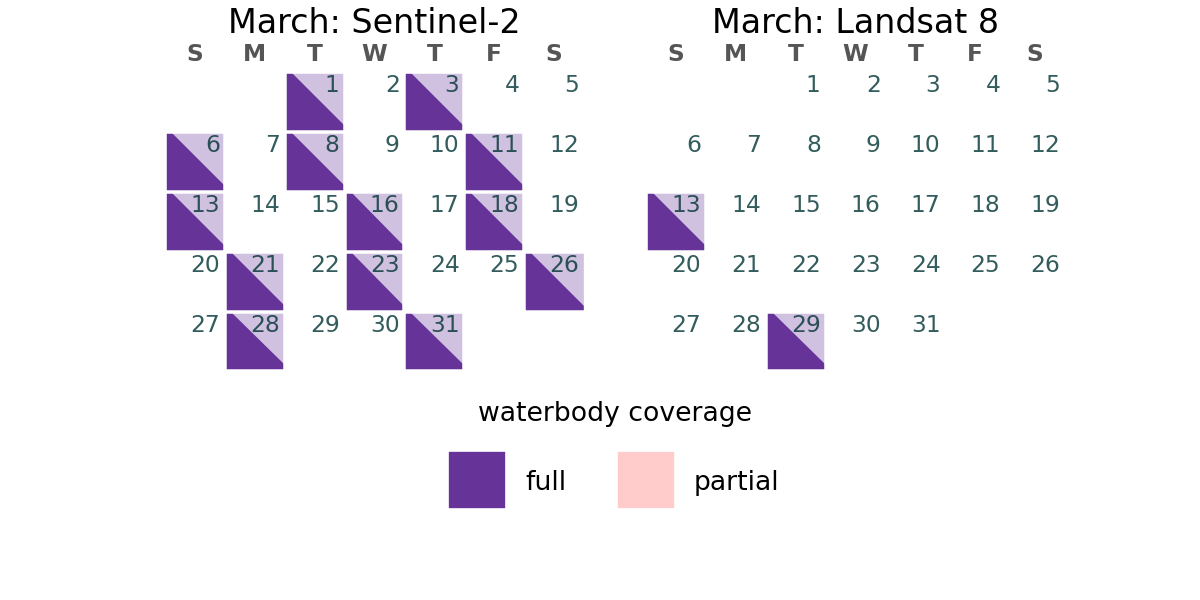 March: Sentinel-2
S M T W T F S
1 2 3 4 5
6 7 8 9 10 11 12
13 14 15 16 17 18 19
20 21 22 23 24 25 26
27 28 29 30 31
March: Landsat 8
S M T W T F S
1 2 3 4 5
6 7 8 9 10 11 12
13 14 15 16 17 18 19
20 21 22 23 24 25 26
27 28 29 30 31
waterbody coverage
full
partial